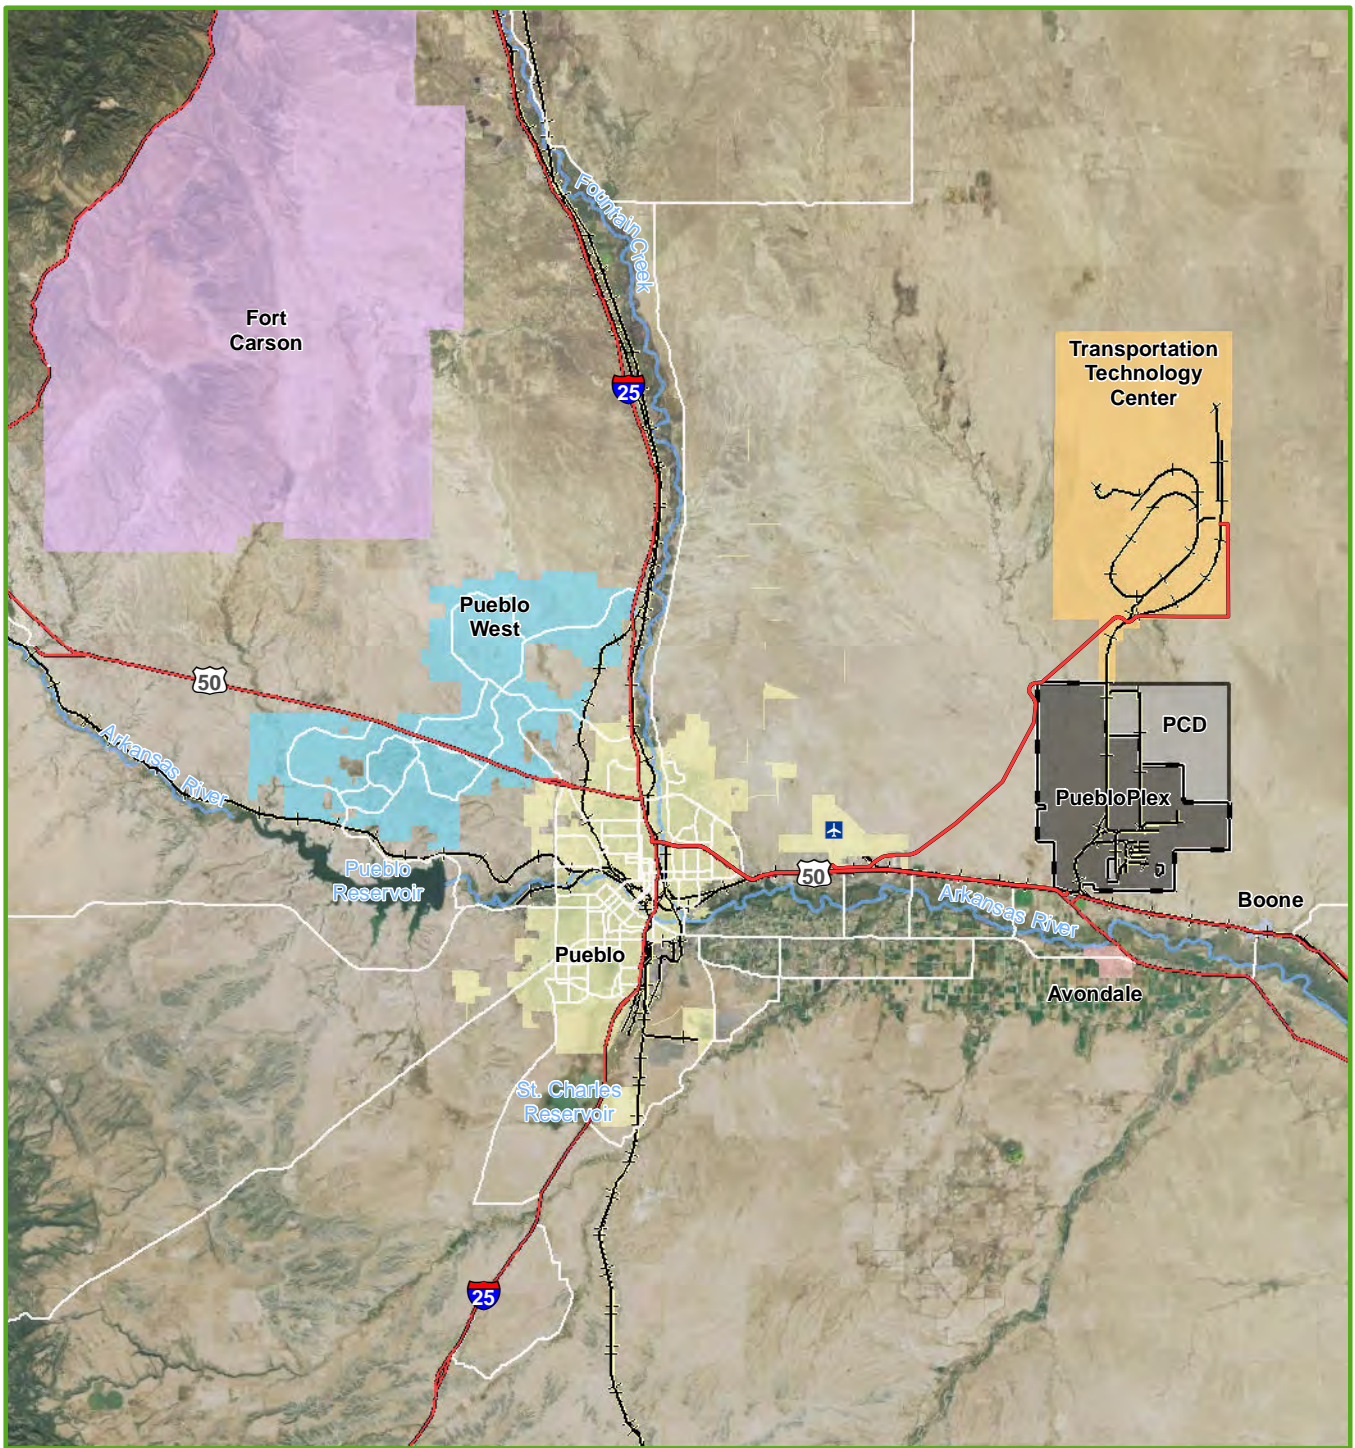 Fountain Creek
Fort
Carson
Transportation
Technology
Center
25
Pueblo
West
50
PCD
Arkansas River
PuebloPlex
Pueblo
Reservoir
50
Arkansas River
Boone
Pueblo
Avondale
St. Charles
Reservoir
25